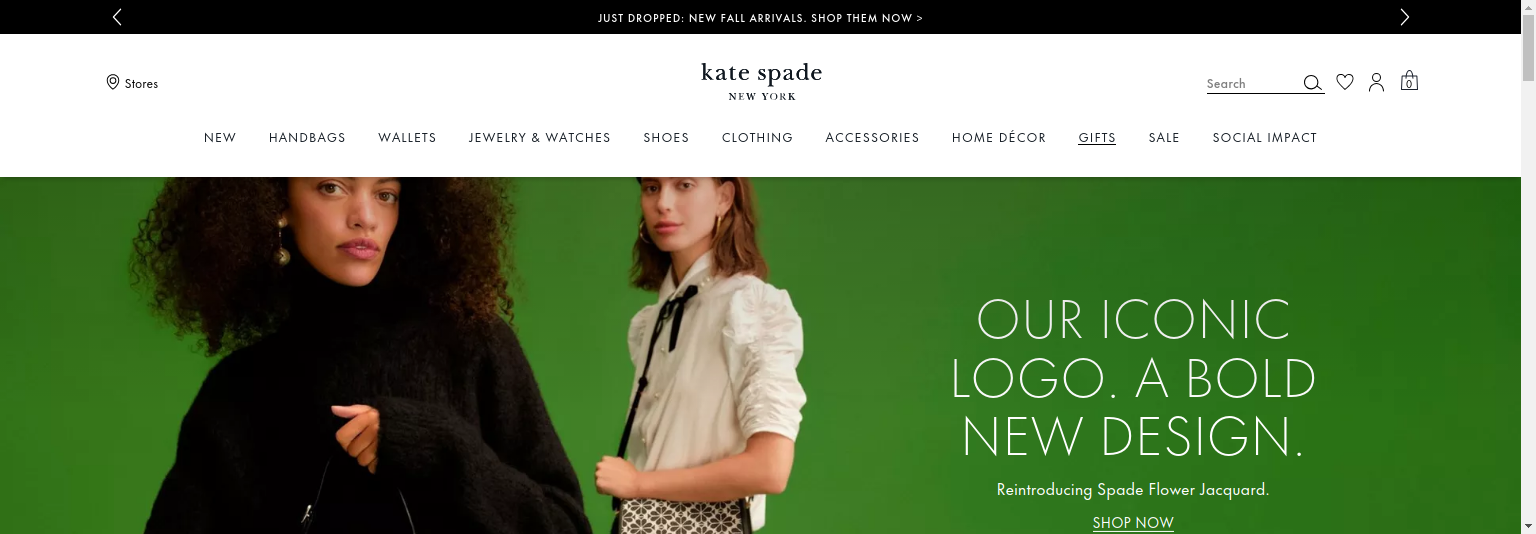 JUST DROPPED: NEW FALL ARRIVALS. SHOP THEM NOW >
Stores
kate spade
NEW YORK
Search
0
NEW HANDBAGS WALLETS JEWELRY & WATCHES SHOES CLOTHING ACCESSORIES HOME DÉCOR GIFTS SALE SOCIAL IMPACT
OUR ICONIC
LOGO. A BOLD
NEW DESIGN.
Reintroducing Spade Flower Jacquard.
SHOP NOW